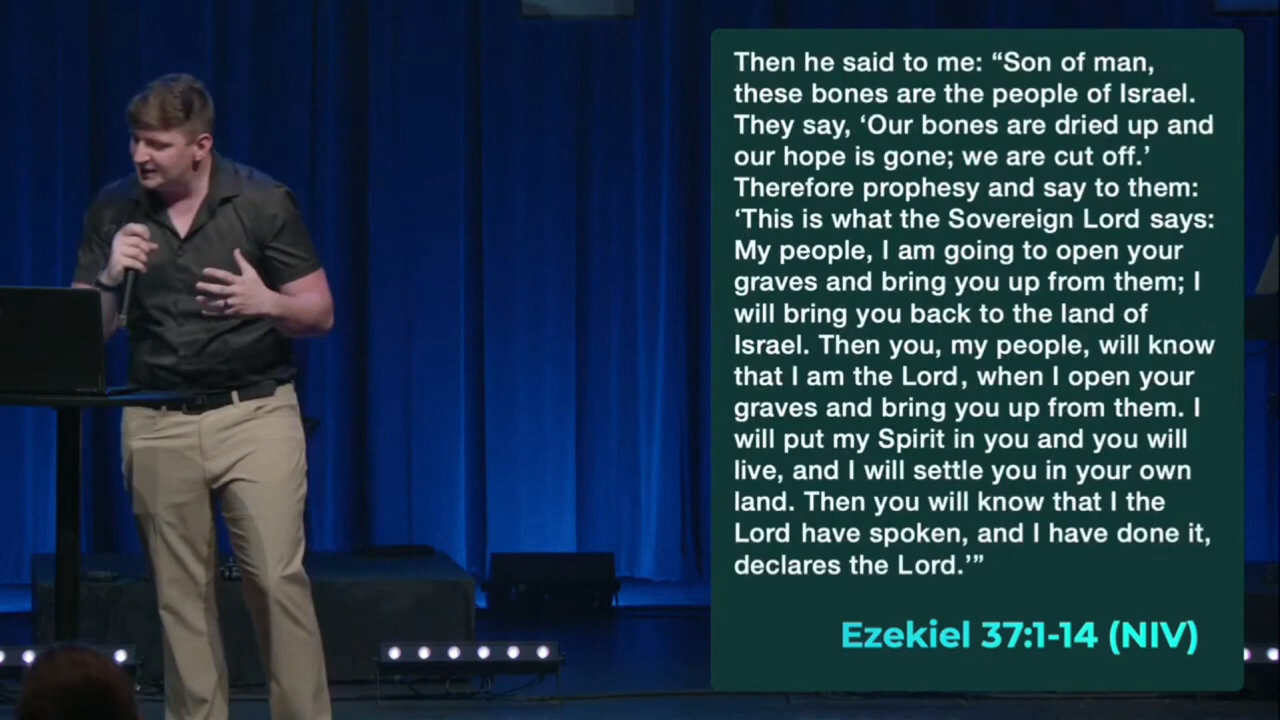 Then he said to me: “Son of man,
these bones are the people of Israel.
They say, ‘Our bones are dried up and
our hope is gone; we are cut off.’
Therefore prophesy and say to them:
‘This is what the Sovereign Lord says:
My people, I am going to open your
graves and bring you up from them; I
will bring you back to the land of
Israel. Then you, my people, will know
that I am the Lord, when I open your
graves and bring you up from them. I
will put my Spirit in you and you will
live, and I will settle you in your own
land. Then you will know that I the
Lord have spoken, and I have done it,
declares the Lord.’”
Ezekiel 37:1-14 (NIV)